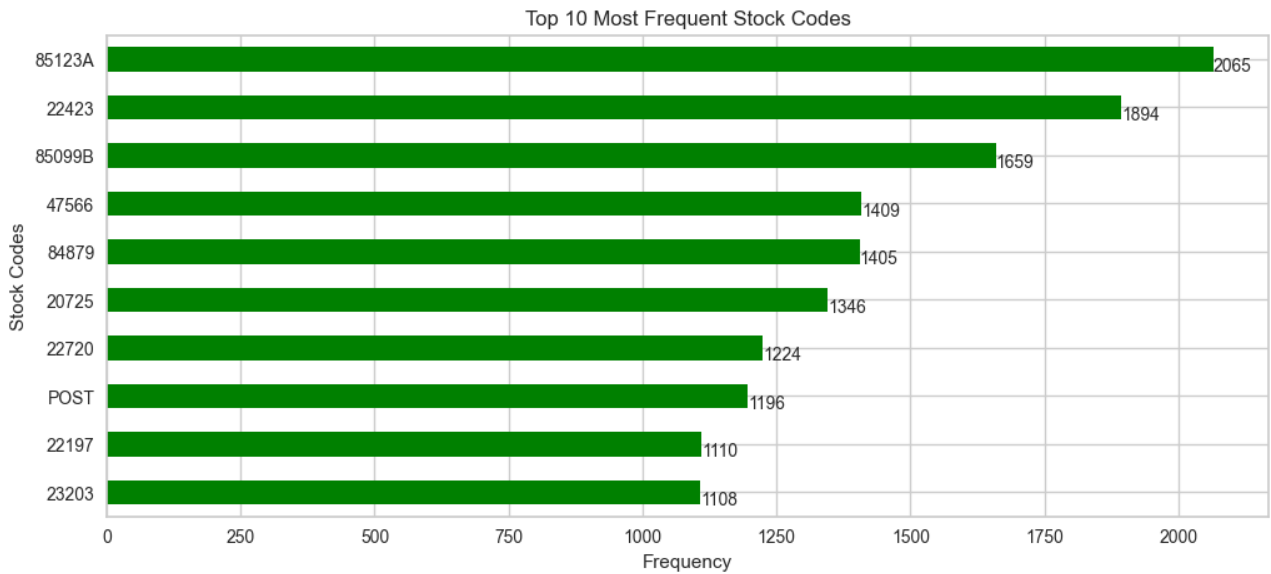 Top 10 Most Frequent Stock Codes
Stock Codes
85123A 2065
22423 1894
85099B 1659
47566 1409
84879 1405
20725 1346
22720 1224
POST 1196
22197 1110
23203 1108
0 250 500 750 1000 1250 1500 1750 2000
Frequency